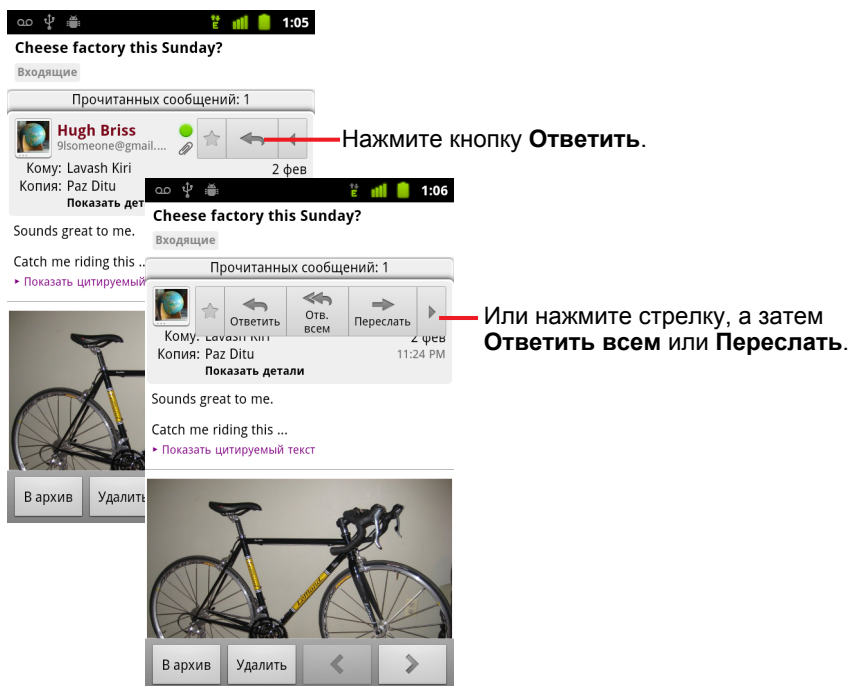 1:05
Cheese factory this Sunday?
Входящие
Прочитанных сообщений: 1
Hugh Briss
9lsomeone@gmail....
Кому: Lavash Kiri
2 фев
Копия: Paz Ditu
Показать дет
Sounds great to me.
Catch me riding this ..
Показать цитируемый
В архив
Удалить
Нажмите кнопку Ответить.
1:06
Cheese factory this Sunday?
Входящие
Прочитанных сообщений: 1
Ответить
Отв.
всем
Переслать
Кому: Lavash Kiri
2 фев
Копия: Paz Ditu
11:24 PM
Показать детали
Sounds great to me.
Catch me riding this ...
Показать цитируемый текст
В архив
Удалить
Или нажмите стрелку, а затем
Ответить всем или Переслать.